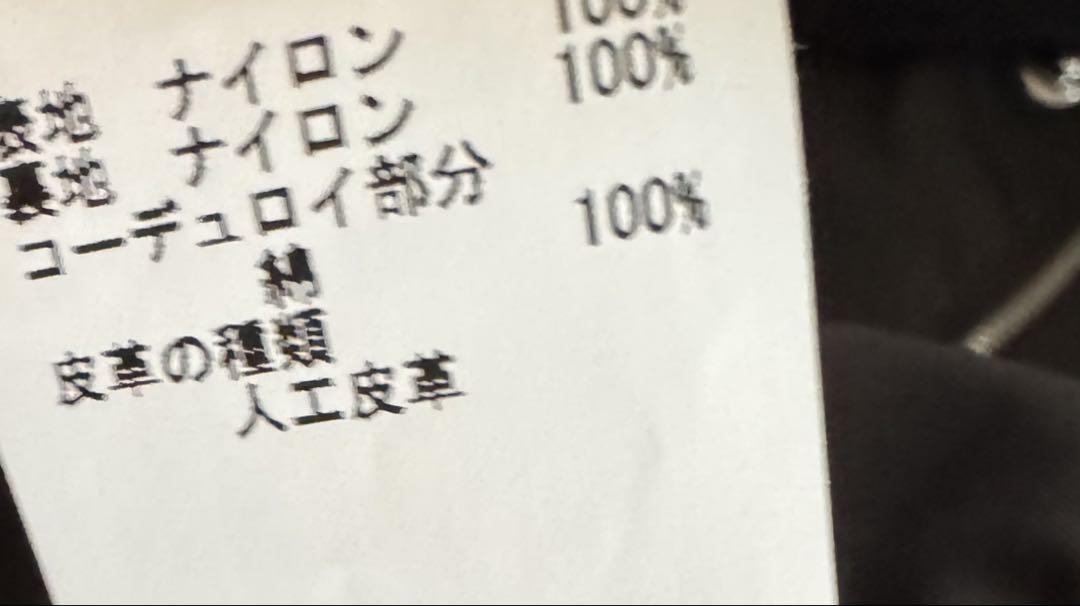 表地 ナイロン 100%
裏地 ナイロン 100%
コーデュロイ部分
綿 100%
皮革の種類
人工皮革